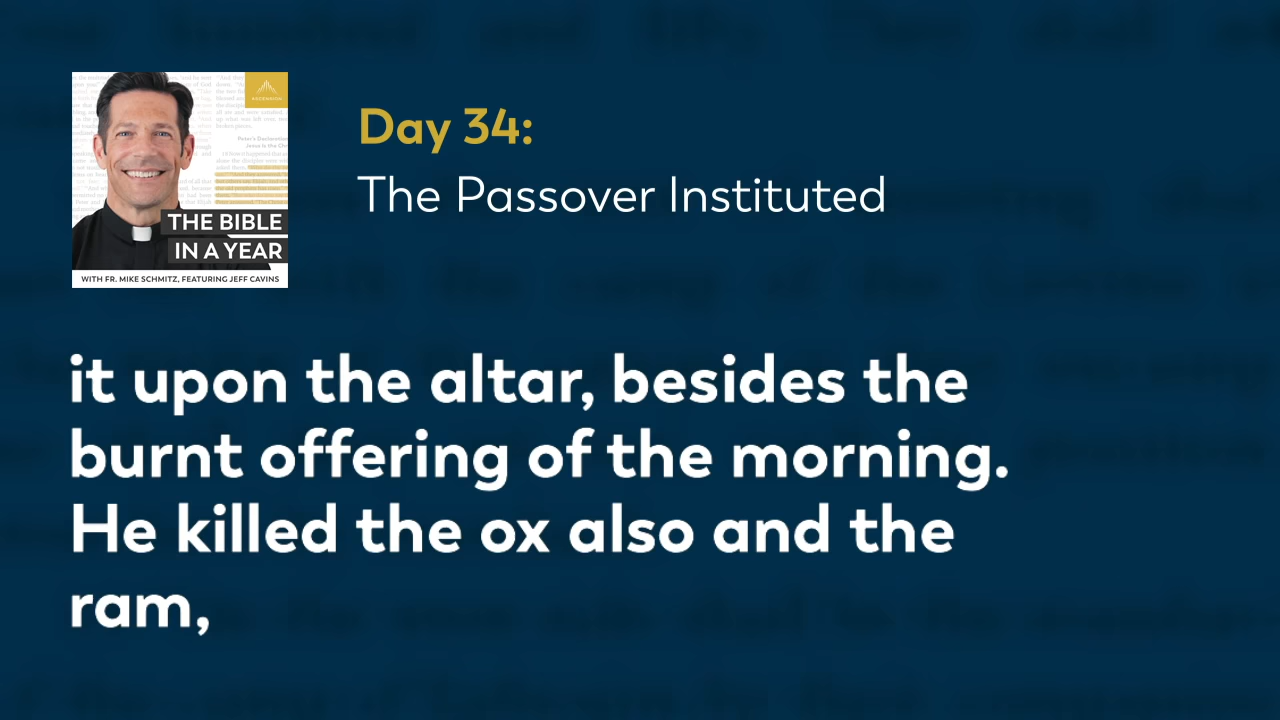 ASCENSION
THE BIBLE
IN A YEAR
WITH FR. MIKE SCHMITZ, FEATURING JEFF CAVINS
Day 34:
The Passover Instituted
it upon the altar, besides the
burnt offering of the morning.
He killed the ox also and the
ram,